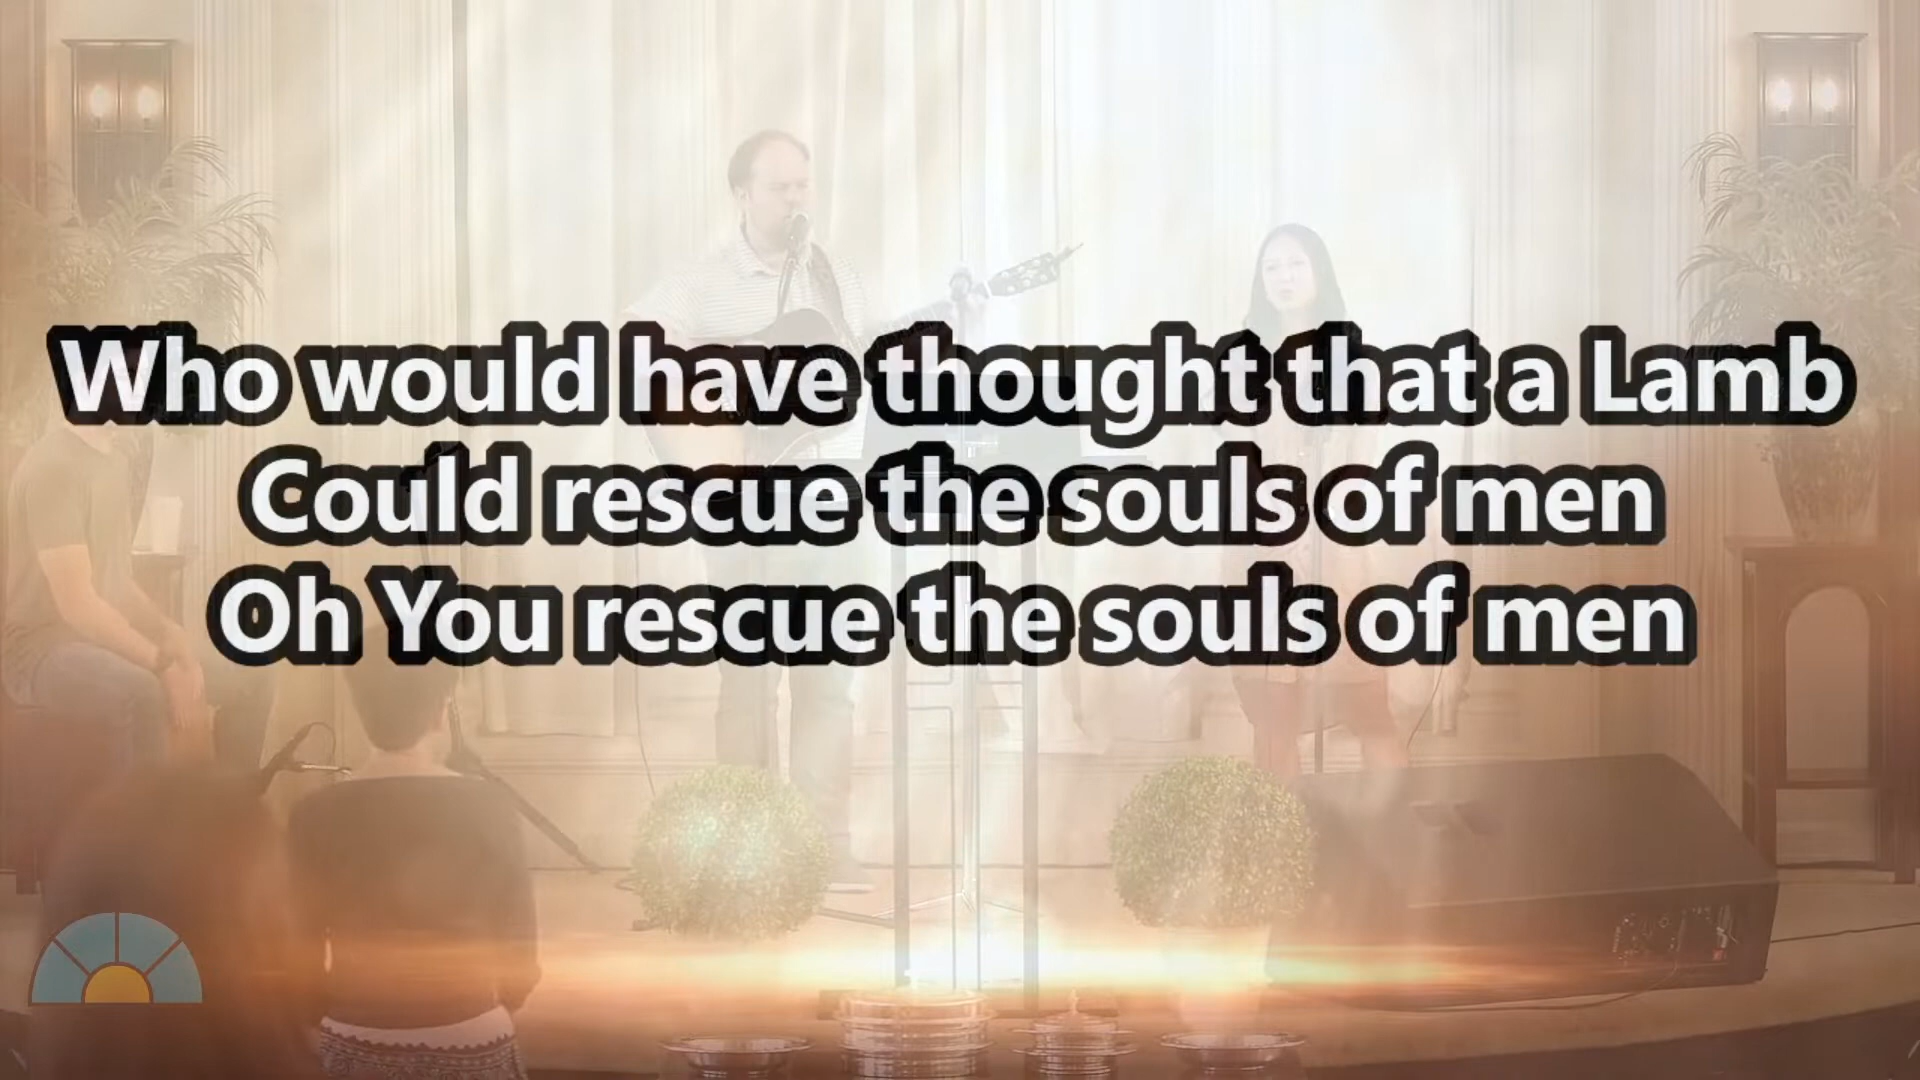 Who would have thought that a Lamb
Could rescue the souls of men
Oh You rescue the souls of men